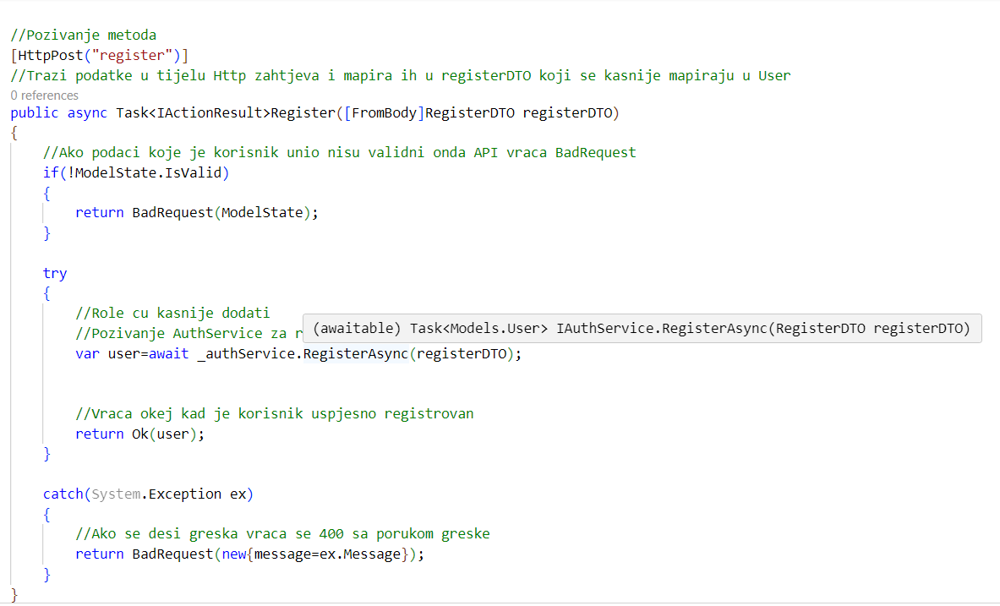 //Pozivanje metoda
[HttpPost("register")]
//Trazi podatke u tijelu Http zahtjeva i mapira ih u registerDTO koji se kasnije mapiraju u User
0 references
public async Task<IActionResult>Register([FromBody]RegisterDTO registerDTO)
{
//Ako podaci koje je korisnik unio nisu validni onda API vraca BadRequest
if(!ModelState.IsValid)
{
return BadRequest(ModelState);
}
try
{
//Role cu kasnije dodati
//Pozivanje AuthService za r
(awaitable) Task<Models.User> IAuthService.RegisterAsync(RegisterDTO registerDTO)
var user=await _authService.RegisterAsync(registerDTO);
//Vraca okej kad je korisnik uspjesno registrovan
return Ok(user);
}
catch(System.Exception ex)
{
//Ako se desi greska vraca se 400 sa porukom greske
return BadRequest(new{message=ex.Message});
}
}